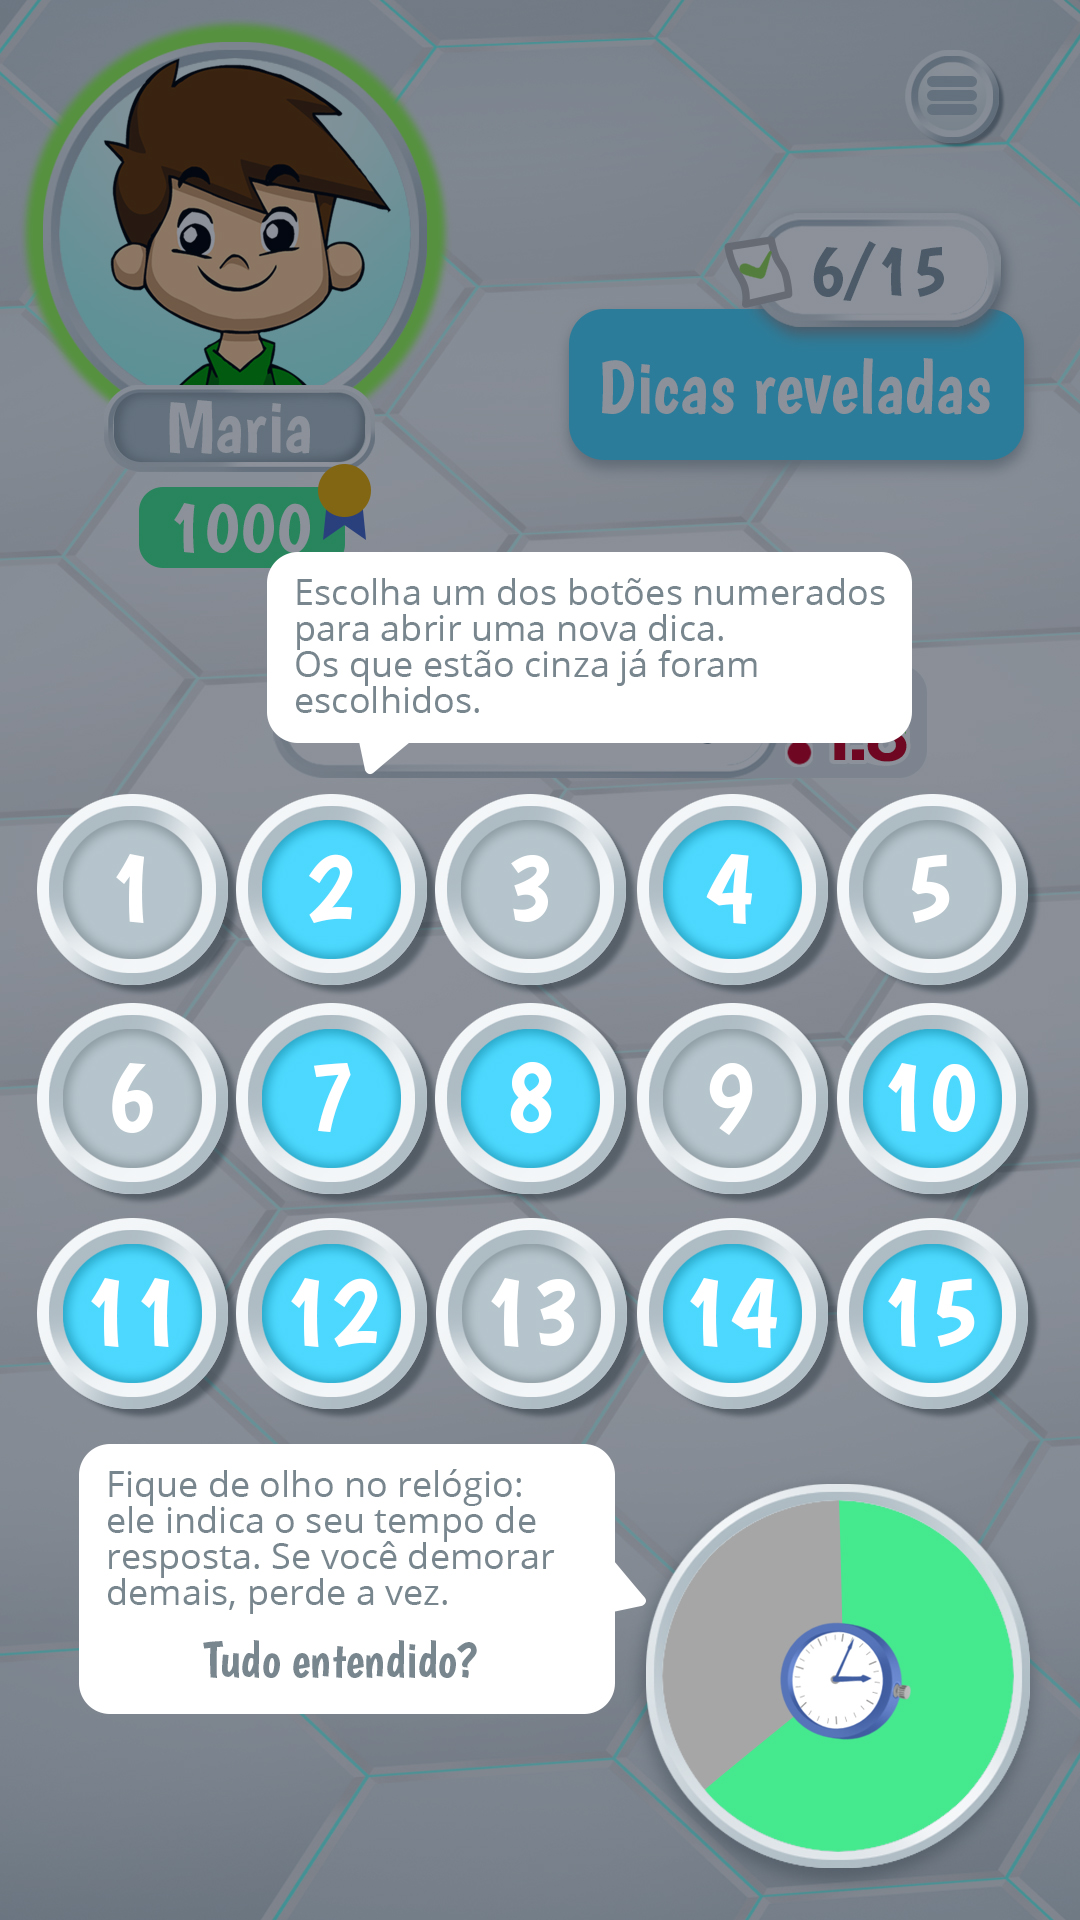 6/15
Dicas reveladas
Maria
1000
Escolha um dos botões numerados
para abrir uma nova dica.
Os que estão cinza já foram
escolhidos.
1 2 3 4 5
6 7 8 9 10
11 12 13 14 15
Fique de olho no relógio:
ele indica o seu tempo de
resposta. Se você demorar
demais, perde a vez.
Tudo entendido?